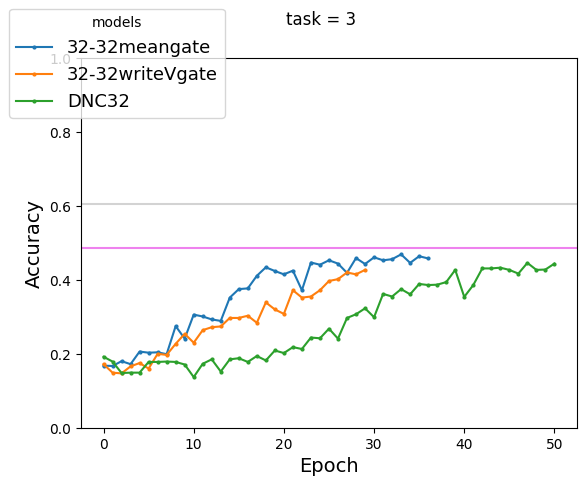 task = 3
models
32-32meangate
32-32writeVgate
DNC32
1.0
0.8
0.6
0.4
0.2
0.0
Accuracy
0 10 20 30 40 50
Epoch